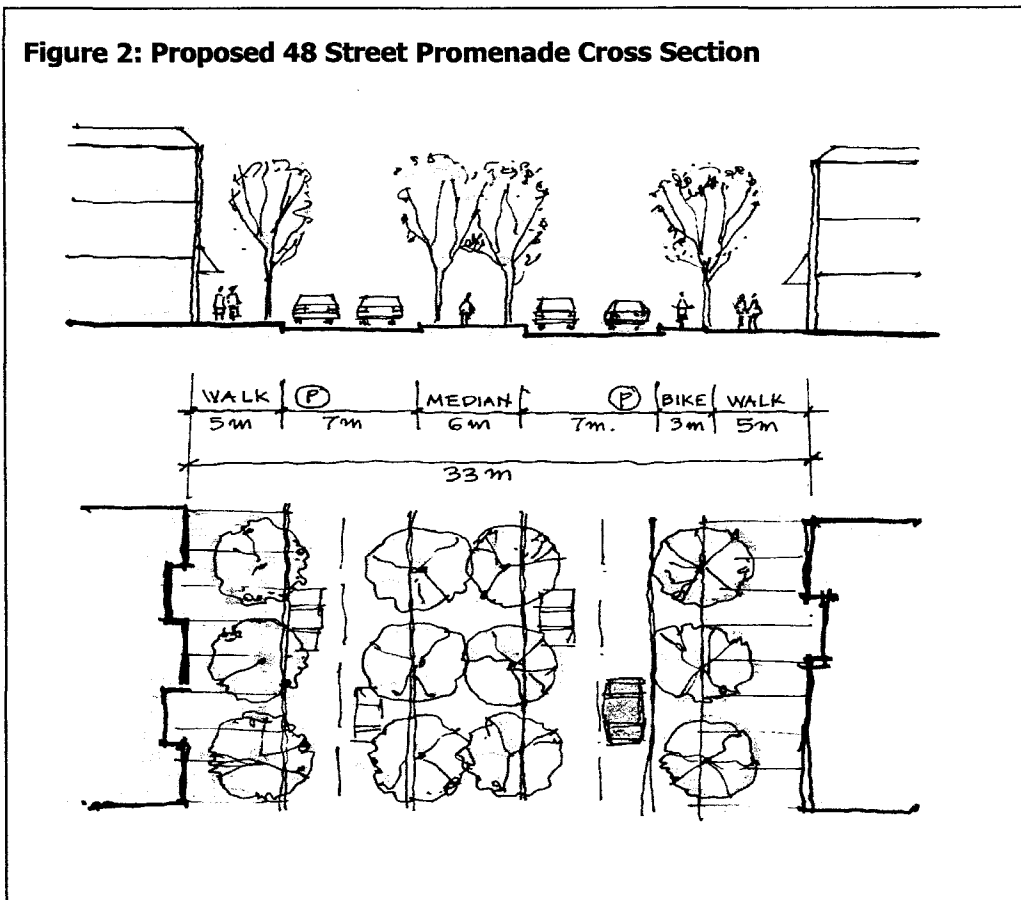 Figure 2: Proposed 48 Street Promenade Cross Section
WALK P MEDIAN P BIKE WALK
5m 7m 6m 7m. 3m 5m
33m